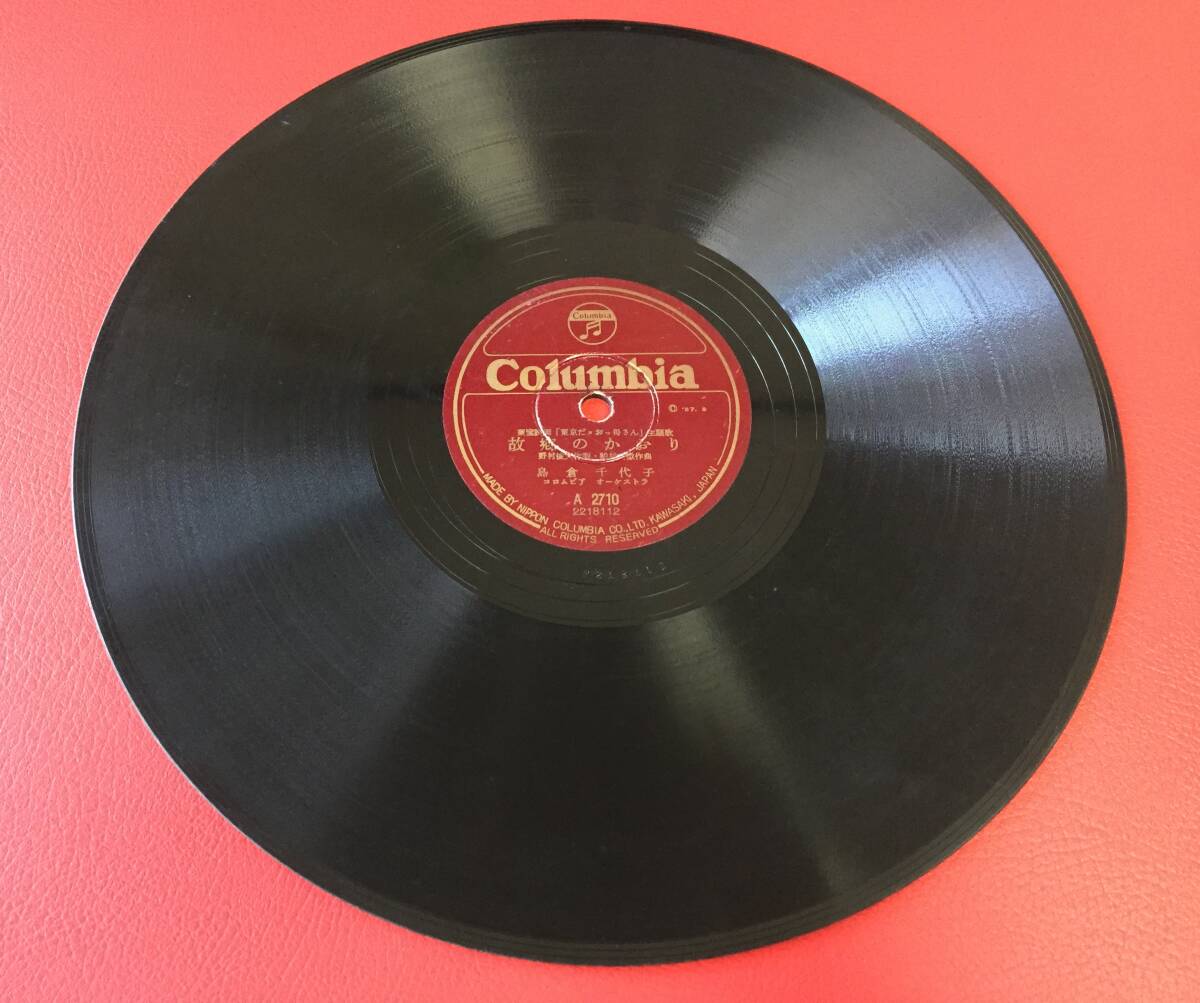 Columbia
Columbia
© '57. 8
東宝映画「東京だョおっ母さん」主題歌
故郷のかおり
野村俊夫作詞・船村徹作曲
島倉千代子
コロムビア オーケストラ
A 2710
2218112
MADE BY NIPPON COLUMBIA CO., LTD. KAWASAKI, JAPAN
ALL RIGHTS RESERVED